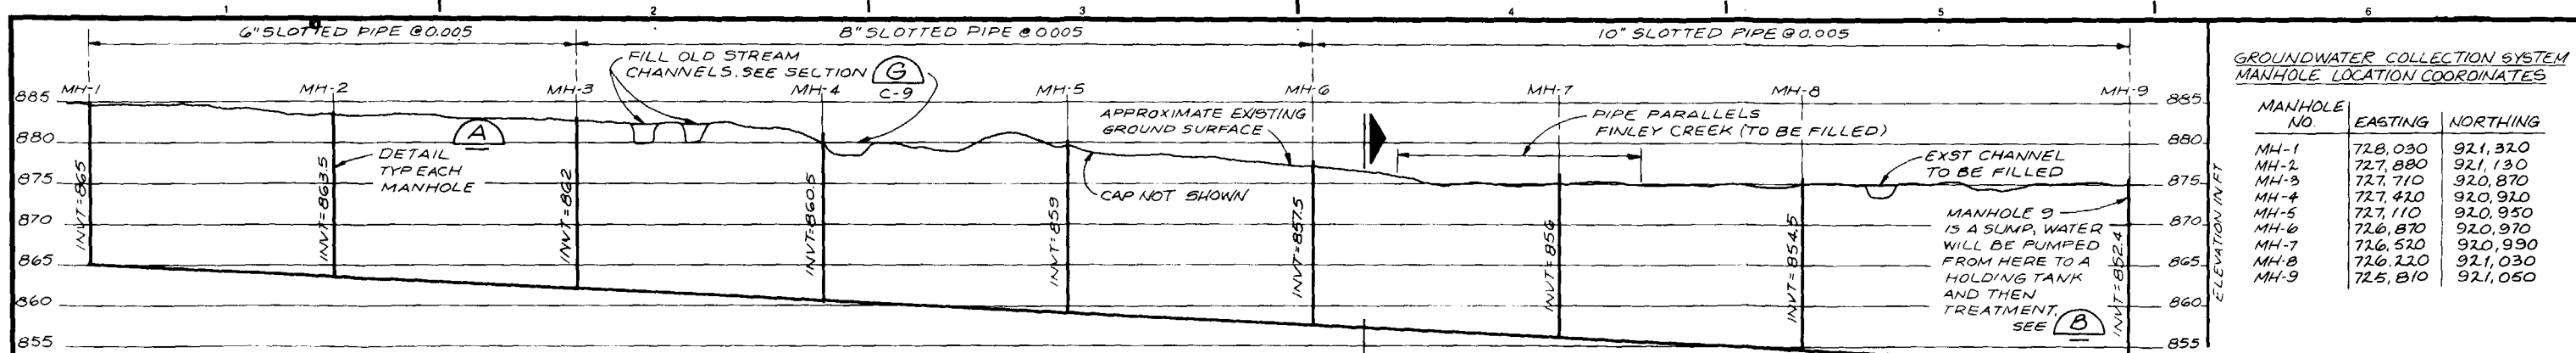 1 2 3 4 5 6
6" SLOTTED PIPE @ 0.005
8" SLOTTED PIPE @ 0.005
10" SLOTTED PIPE @ 0.005
FILL OLD STREAM
CHANNELS. SEE SECTION G
C-9
MH-1 MH-2 MH-3 MH-4 MH-5 MH-6 MH-7 MH-8 MH-9
885
880
875
870
865
860
855
A
DETAIL
TYP EACH
MANHOLE
APPROXIMATE EXISTING
GROUND SURFACE
CAP NOT SHOWN
PIPE PARALLELS
FINLEY CREEK (TO BE FILLED)
EXST CHANNEL
TO BE FILLED
MANHOLE 9
IS A SUMP, WATER
WILL BE PUMPED
FROM HERE TO A
HOLDING TANK
AND THEN
TREATMENT,
SEE B
INVT=865
INVT=863.5
INVT=862
INVT=860.5
INVT=859
INVT=857.5
INVT=856
INVT=854.5
INVT=852.4
885
880
875
870
865
860
855
ELEVATION IN FT
GROUNDWATER COLLECTION SYSTEM
MANHOLE LOCATION COORDINATES
MANHOLE
NO. EASTING NORTHING
MH-1 728,030 921,320
MH-2 727,880 921,130
MH-3 727,710 920,870
MH-4 727,420 920,920
MH-5 727,110 920,950
MH-6 726,870 920,970
MH-7 726,520 920,990
MH-8 726,220 921,030
MH-9 725,810 921,050